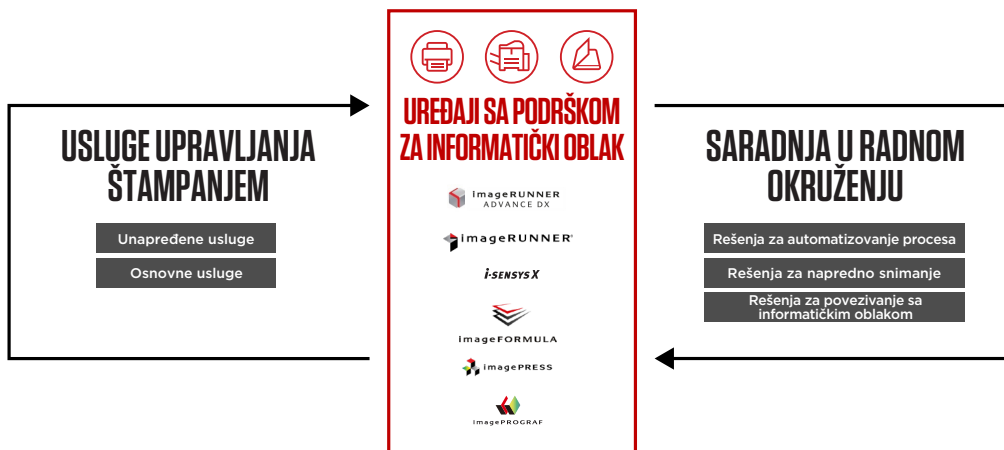 USLUGE UPRAVLJANJA
ŠTAMPANJEM
Unapređene usluge
Osnovne usluge
UREĐAJI SA PODRŠKOM
ZA INFORMATIČKI OBLAK
imageRUNNER
ADVANCE DX
imageRUNNER®
i-SENSYS X
imageFORMULA
imagePRESS
imagePROGRAF
SARADNJA U RADNOM
OKRUŽENJU
Rešenja za automatizovanje procesa
Rešenja za napredno snimanje
Rešenja za povezivanje sa
informatičkim oblakom